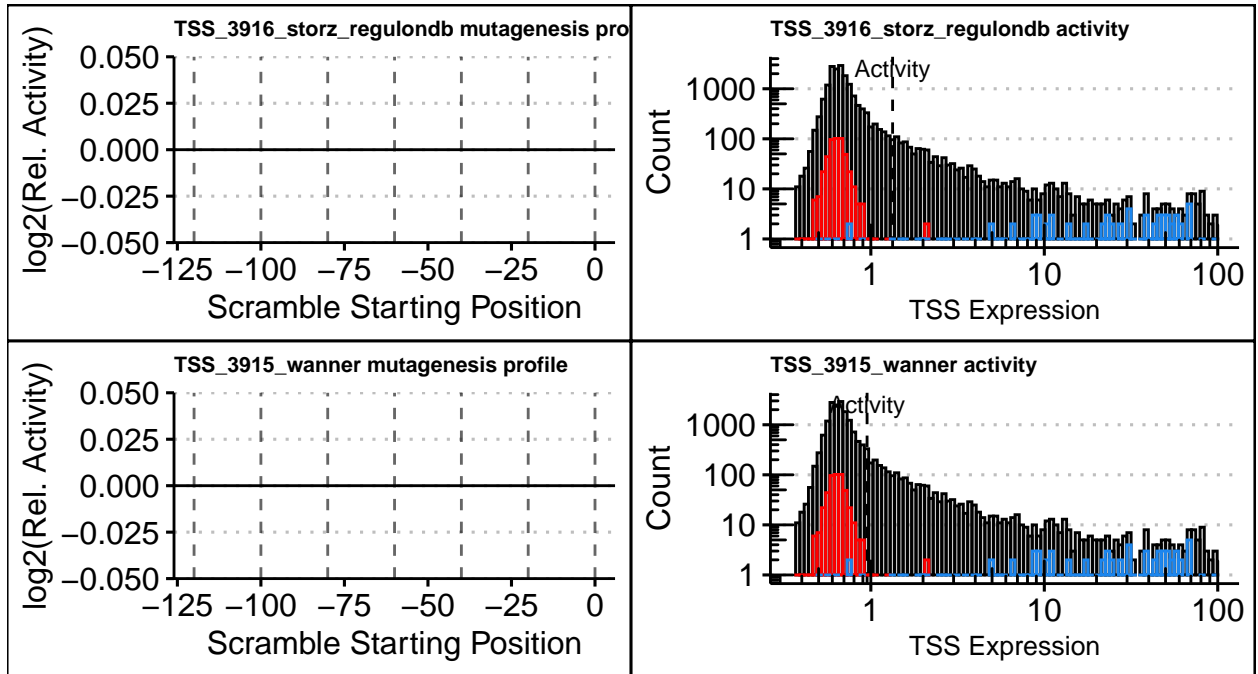 TSS_3916_storz_regulondb mutagenesis pro
log2(Rel. Activity)
0.050
0.025
0.000
−0.025
−0.050
−125 −100 −75 −50 −25 0
Scramble Starting Position
TSS_3916_storz_regulondb activity
Activity
Count
1000
100
10
1
1 10 100
TSS Expression
TSS_3915_wanner mutagenesis profile
log2(Rel. Activity)
0.050
0.025
0.000
−0.025
−0.050
−125 −100 −75 −50 −25 0
Scramble Starting Position
TSS_3915_wanner activity
Activity
Count
1000
100
10
1
1 10 100
TSS Expression